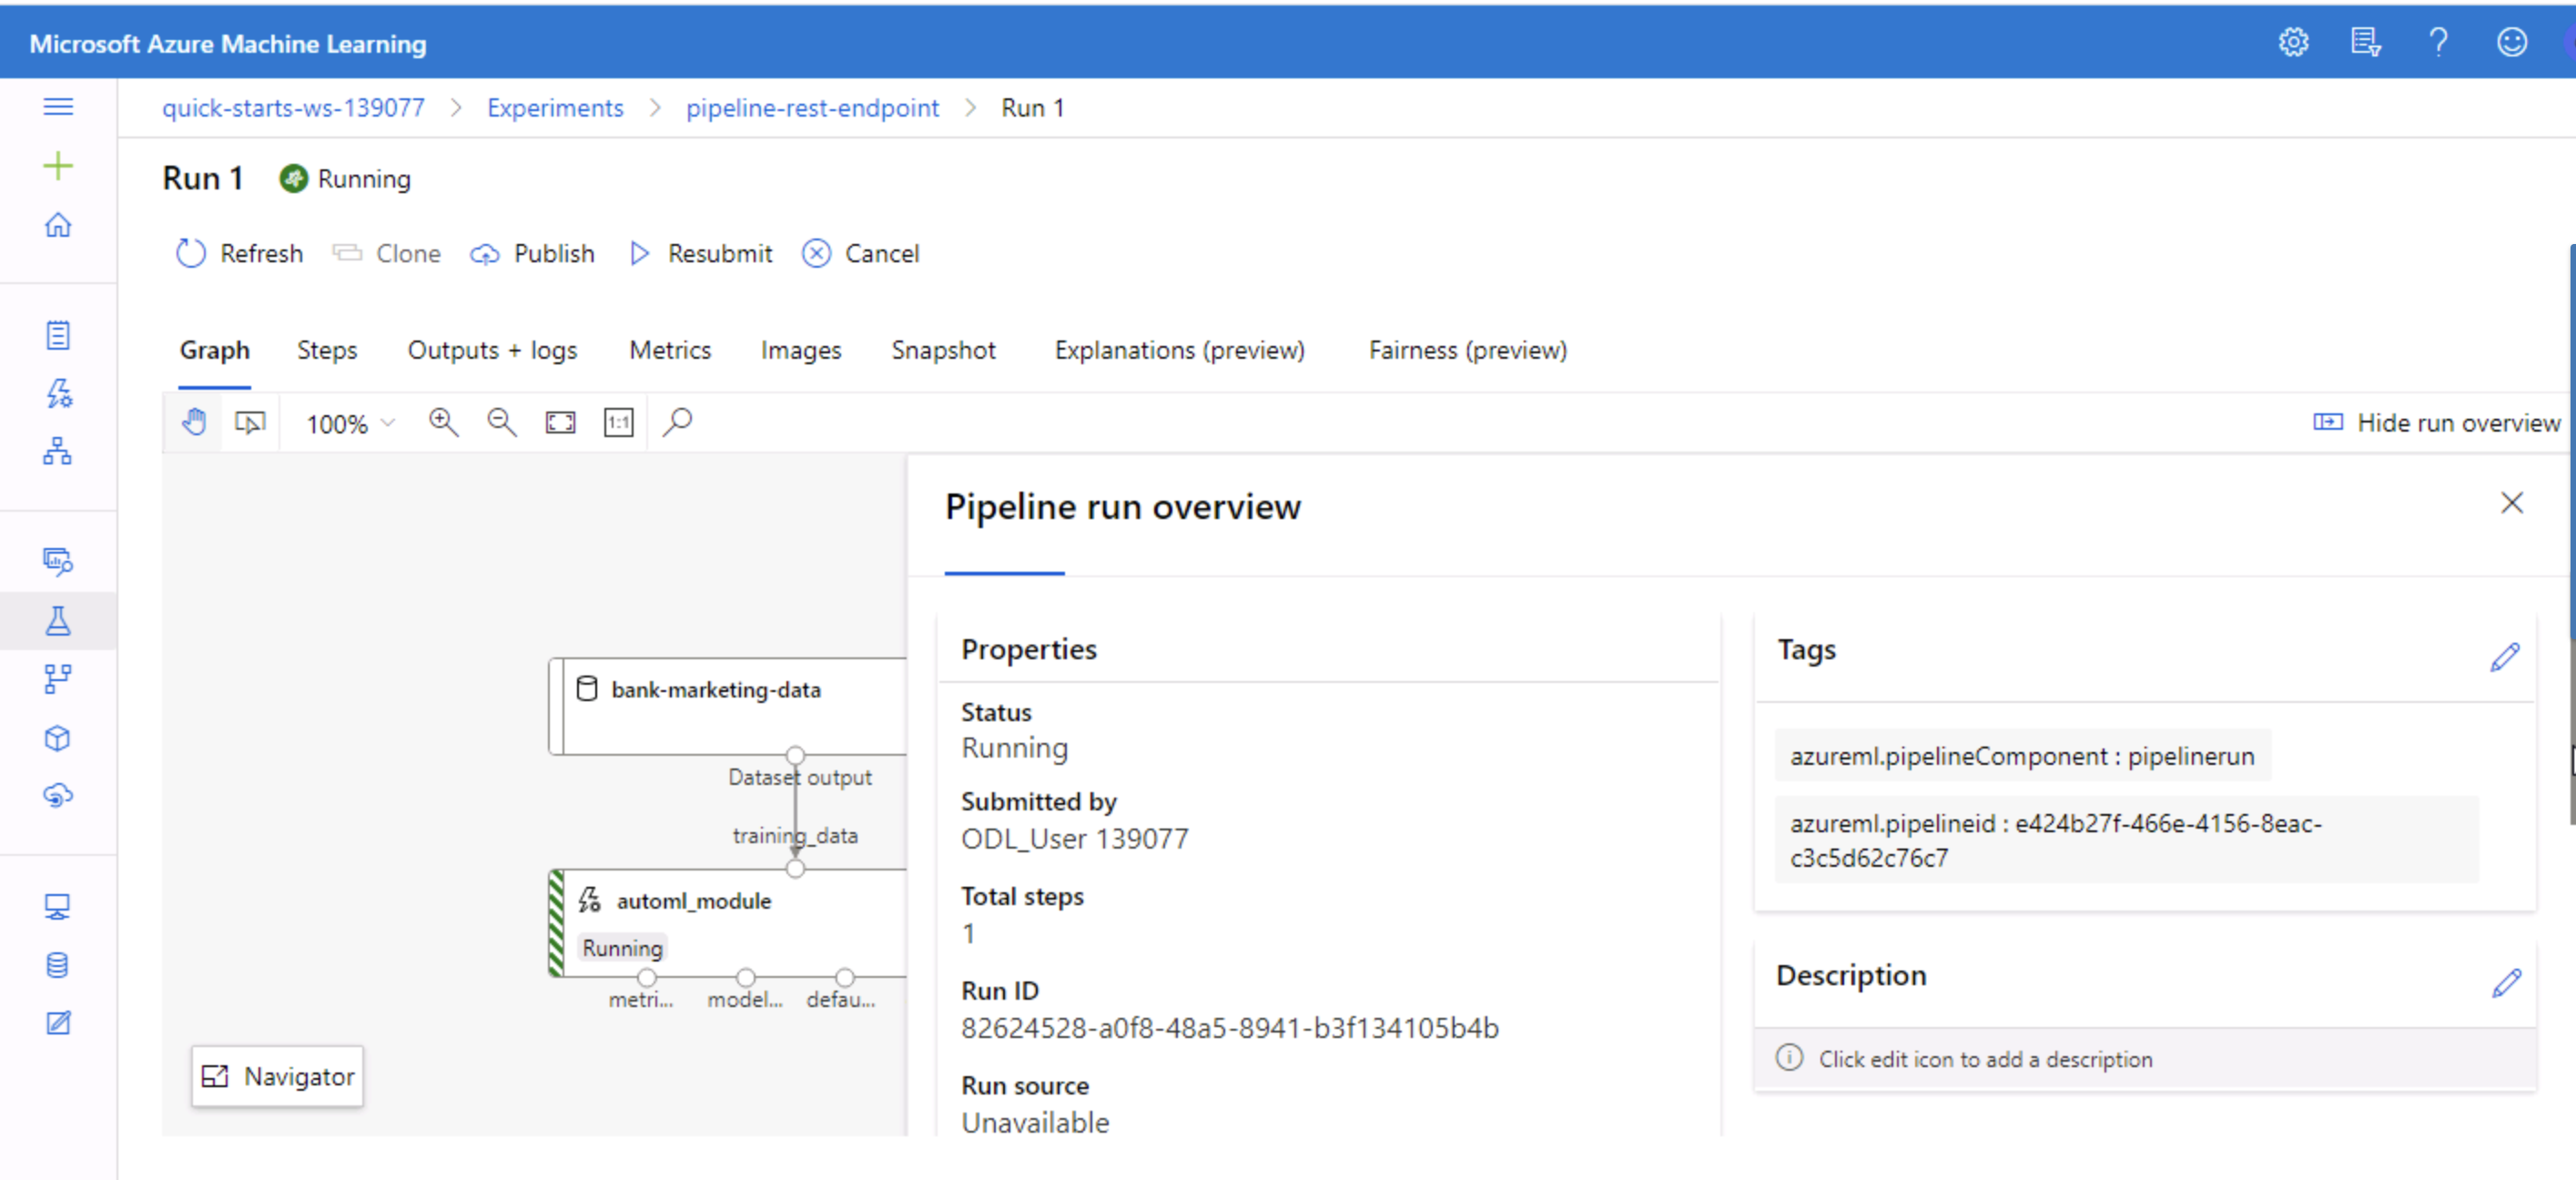 Microsoft Azure Machine Learning
quick-starts-ws-139077 > Experiments > pipeline-rest-endpoint > Run 1
Run 1 Running
Refresh Clone Publish Resubmit Cancel
Graph Steps Outputs + logs Metrics Images Snapshot Explanations (preview) Fairness (preview)
100% 1:1 Hide run overview
bank-marketing-data
Dataset output
training_data
automl_module
Running
metri... model... defau...
Navigator
Pipeline run overview
Properties
Status
Running
Submitted by
ODL_User 139077
Total steps
1
Run ID
82624528-a0f8-48a5-8941-b3f134105b4b
Run source
Unavailable
Tags
azureml.pipelineComponent : pipelinerun
azureml.pipelineid : e424b27f-466e-4156-8eac-
c3c5d62c76c7
Description
Click edit icon to add a description